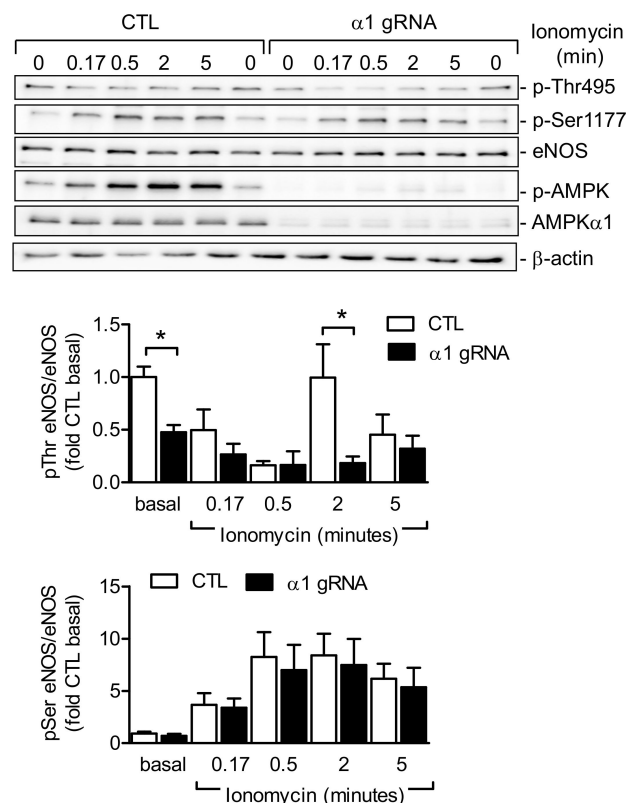 CTL α1 gRNA Ionomycin
(min)
0 0.17 0.5 2 5 0 0 0.17 0.5 2 5 0
- p-Thr495
- p-Ser1177
- eNOS
- p-AMPK
- AMPKα1
- β-actin
pThr eNOS/eNOS
(fold CTL basal)
1.5
1.0
0.5
0.0
*
*
CTL
α1 gRNA
basal 0.17 0.5 2 5
Ionomycin (minutes)
pSer eNOS/eNOS
(fold CTL basal)
15
10
5
0
CTL α1 gRNA
basal 0.17 0.5 2 5
Ionomycin (minutes)